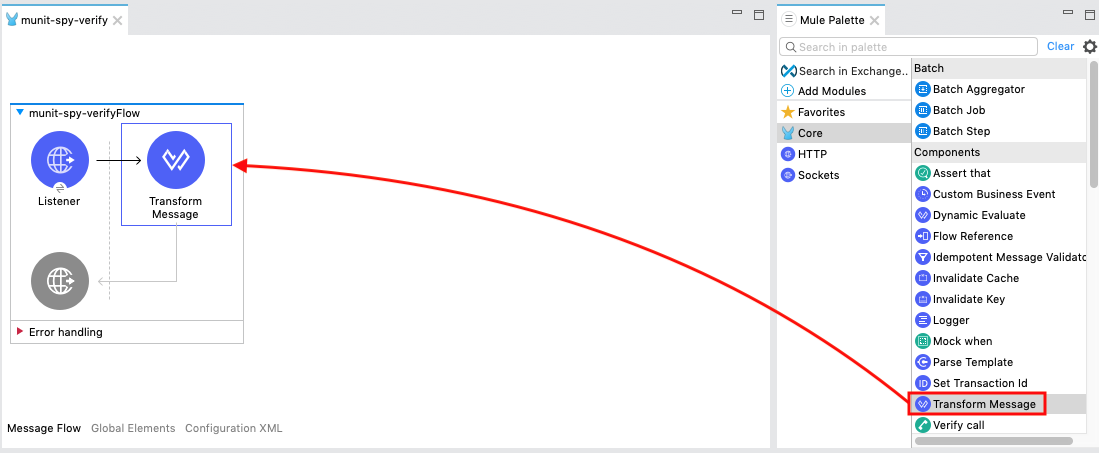 munit-spy-verify
munit-spy-verifyFlow
Listener
Transform
Message
Error handling
Message Flow Global Elements Configuration XML
Mule Palette
Search in palette
Clear
Search in Exchange..
Add Modules
Favorites
Core
HTTP
Sockets
Batch
Batch Aggregator
Batch Job
Batch Step
Components
Assert that
Custom Business Event
Dynamic Evaluate
Flow Reference
Idempotent Message Validato
Invalidate Cache
Invalidate Key
Logger
Mock when
Parse Template
ID Set Transaction Id
Transform Message
Verify call